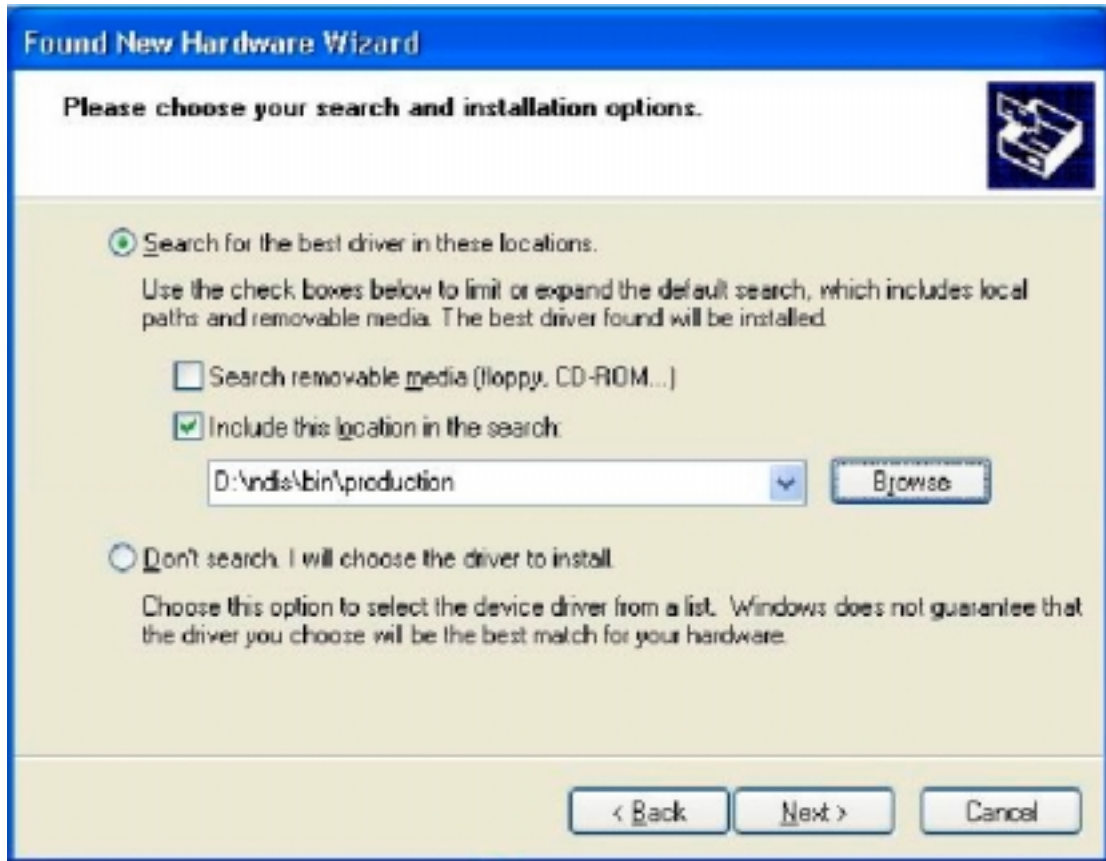 Found New Hardware Wizard
Please choose your search and installation options.
Search for the best driver in these locations.
Use the check boxes below to limit or expand the default search, which includes local
paths and removable media. The best driver found will be installed.
Search removable media (floppy, CD-ROM...)
Include this location in the search:
D:\ndis\bin\production
Browse
Don't search. I will choose the driver to install.
Choose this option to select the device driver from a list. Windows does not guarantee that
the driver you choose will be the best match for your hardware.
< Back
Next >
Cancel